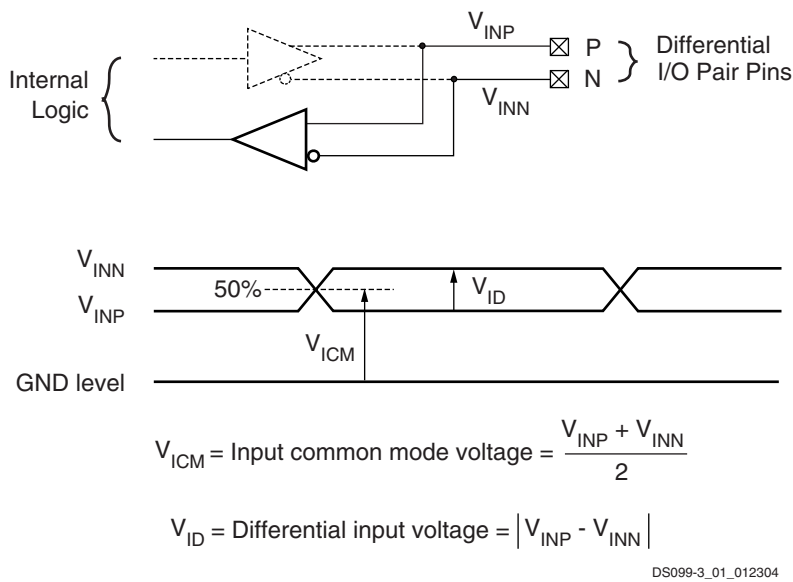 V_INP
P
Differential
I/O Pair Pins
N
Internal
Logic
V_INN
V_INN
50%
V_ID
V_INP
V_ICM
GND level
V_ICM = Input common mode voltage = (V_INP + V_INN) / 2
V_ID = Differential input voltage = |V_INP - V_INN|
DS099-3_01_012304